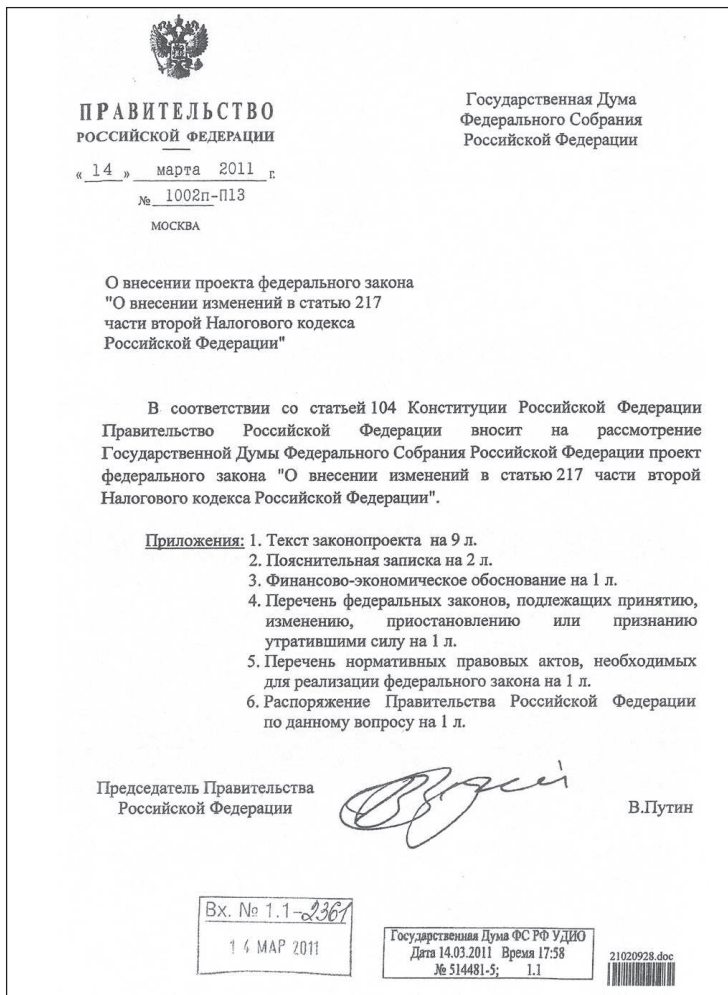 ПРАВИТЕЛЬСТВО
РОССИЙСКОЙ ФЕДЕРАЦИИ
« 14 » марта 2011 г.
№ 1002п-П13
МОСКВА
Государственная Дума
Федерального Собрания
Российской Федерации
О внесении проекта федерального закона
"О внесении изменений в статью 217
части второй Налогового кодекса
Российской Федерации"
В соответствии со статьей 104 Конституции Российской Федерации
Правительство Российской Федерации вносит на рассмотрение
Государственной Думы Федерального Собрания Российской Федерации проект
федерального закона "О внесении изменений в статью 217 части второй
Налогового кодекса Российской Федерации".
Приложения: 1. Текст законопроекта на 9 л.
2. Пояснительная записка на 2 л.
3. Финансово-экономическое обоснование на 1 л.
4. Перечень федеральных законов, подлежащих принятию,
изменению, приостановлению или признанию
утратившими силу на 1 л.
5. Перечень нормативных правовых актов, необходимых
для реализации федерального закона на 1 л.
6. Распоряжение Правительства Российской Федерации
по данному вопросу на 1 л.
Председатель Правительства
Российской Федерации
В.Путин
Вх. № 1.1-2361
14 МАР 2011
Государственная Дума ФС РФ УДИО
Дата 14.03.2011 Время 17:58
№ 514481-5; 1.1
21020928.doc